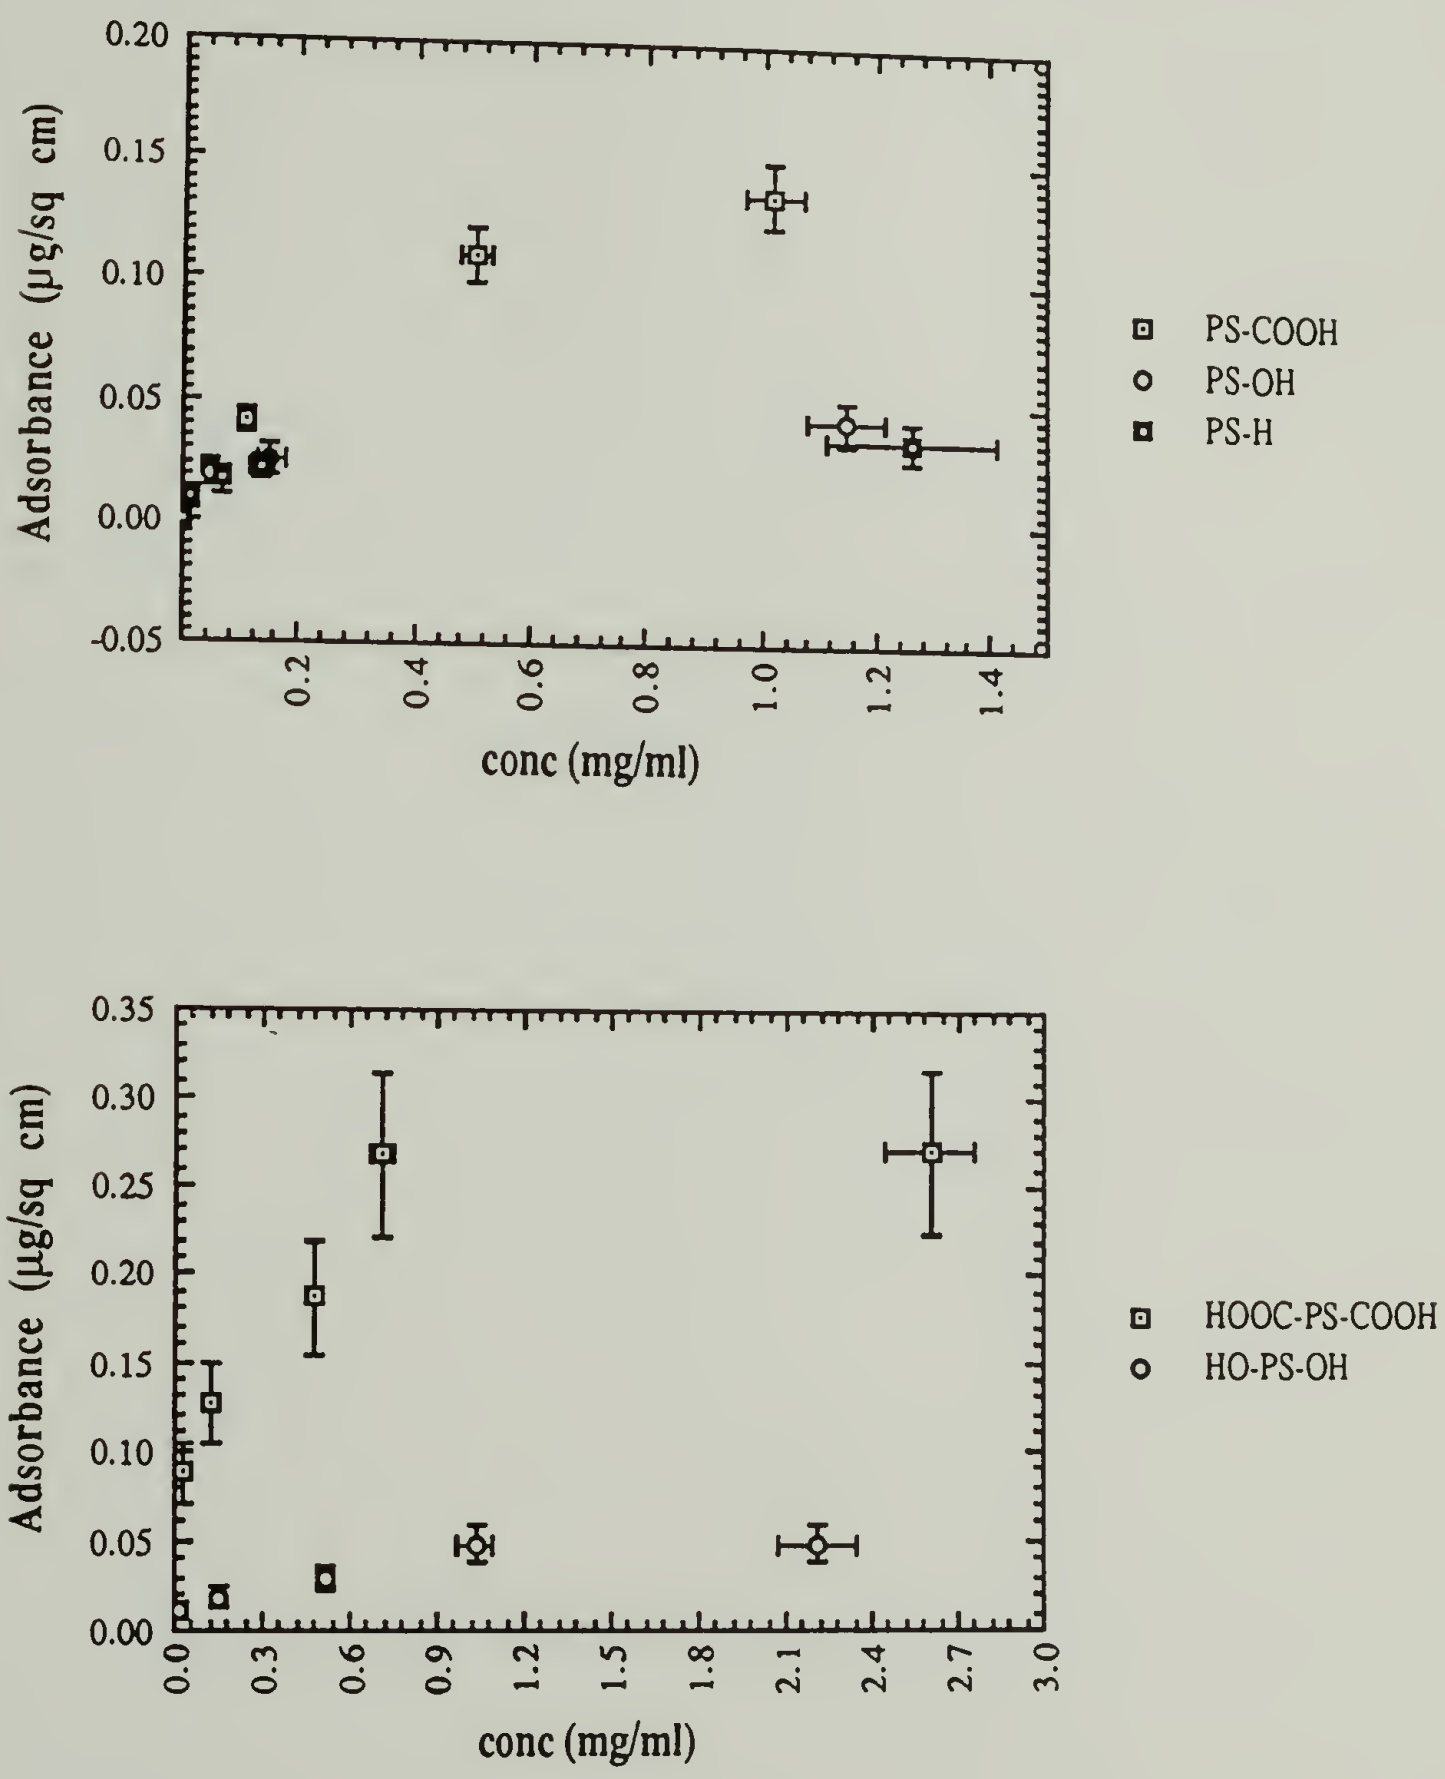 0.20
0.15
0.10
0.05
0.00
-0.05
Adsorbance (µg/sq cm)
0.2 0.4 0.6 0.8 1.0 1.2 1.4
conc (mg/ml)
PS-COOH
PS-OH
PS-H
0.35
0.30
0.25
0.20
0.15
0.10
0.05
0.00
Adsorbance (µg/sq cm)
0.0 0.3 0.6 0.9 1.2 1.5 1.8 2.1 2.4 2.7 3.0
conc (mg/ml)
HOOC-PS-COOH
HO-PS-OH